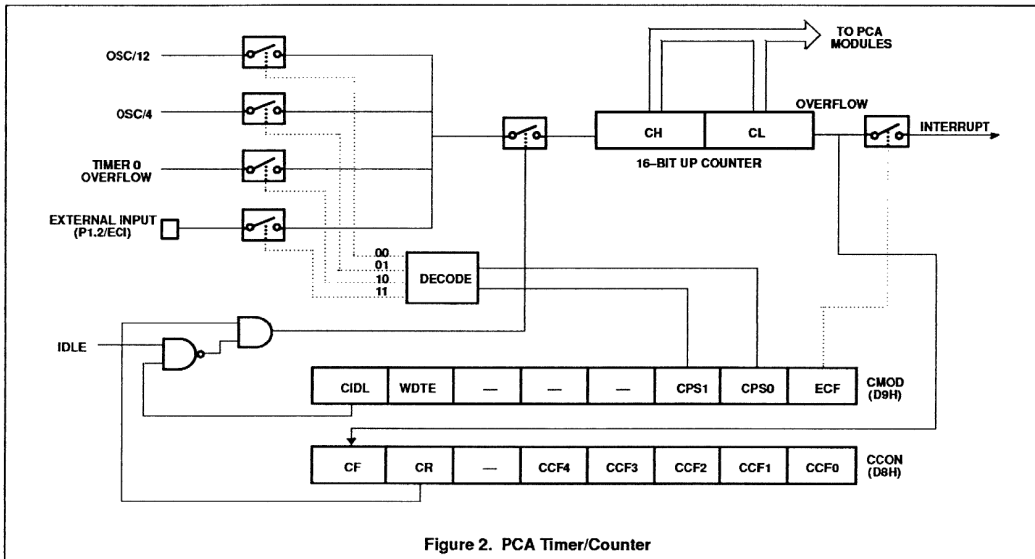 OSC/12
OSC/4
TIMER 0
OVERFLOW
EXTERNAL INPUT
(P1.2/ECI)
TO PCA
MODULES
OVERFLOW
CH
CL
INTERRUPT
16–BIT UP COUNTER
00
01
10
11
DECODE
IDLE
CIDL
WDTE
—
—
—
CPS1
CPS0
ECF
CMOD
(D9H)
CF
CR
—
CCF4
CCF3
CCF2
CCF1
CCF0
CCON
(D8H)
Figure 2. PCA Timer/Counter